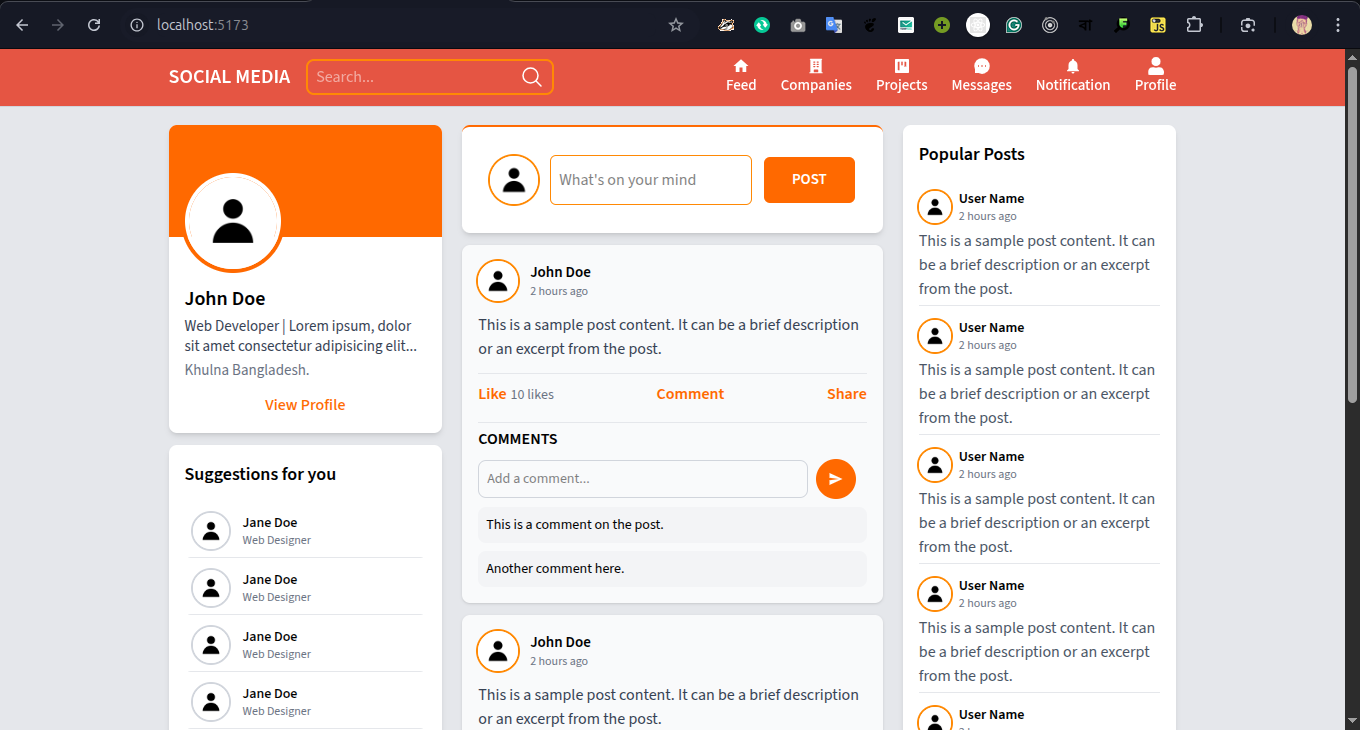 localhost:5173
বা
JS
SOCIAL MEDIA
Search...
Feed
Companies
Projects
Messages
Notification
Profile
John Doe
Web Developer | Lorem ipsum, dolor
sit amet consectetur adipisicing elit...
Khulna Bangladesh.
View Profile
Suggestions for you
Jane Doe
Web Designer
Jane Doe
Web Designer
Jane Doe
Web Designer
Jane Doe
Web Designer
What's on your mind
POST
John Doe
2 hours ago
This is a sample post content. It can be a brief description
or an excerpt from the post.
Like 10 likes
Comment
Share
COMMENTS
Add a comment...
This is a comment on the post.
Another comment here.
John Doe
2 hours ago
This is a sample post content. It can be a brief description
or an excerpt from the post.
Popular Posts
User Name
2 hours ago
This is a sample post content. It can
be a brief description or an excerpt
from the post.
User Name
2 hours ago
This is a sample post content. It can
be a brief description or an excerpt
from the post.
User Name
2 hours ago
This is a sample post content. It can
be a brief description or an excerpt
from the post.
User Name
2 hours ago
This is a sample post content. It can
be a brief description or an excerpt
from the post.
User Name